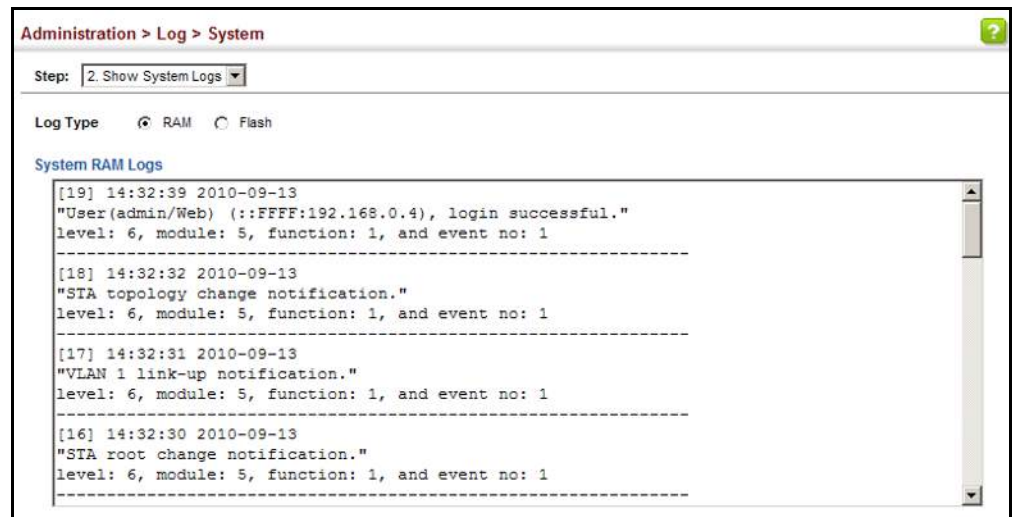 Administration > Log > System
?
Step: 2. Show System Logs
Log Type RAM Flash
System RAM Logs
[19] 14:32:39 2010-09-13
"User(admin/Web) (::FFFF:192.168.0.4), login successful."
level: 6, module: 5, function: 1, and event no: 1
----------------------------------------------------------------
[18] 14:32:32 2010-09-13
"STA topology change notification."
level: 6, module: 5, function: 1, and event no: 1
----------------------------------------------------------------
[17] 14:32:31 2010-09-13
"VLAN 1 link-up notification."
level: 6, module: 5, function: 1, and event no: 1
----------------------------------------------------------------
[16] 14:32:30 2010-09-13
"STA root change notification."
level: 6, module: 5, function: 1, and event no: 1
----------------------------------------------------------------